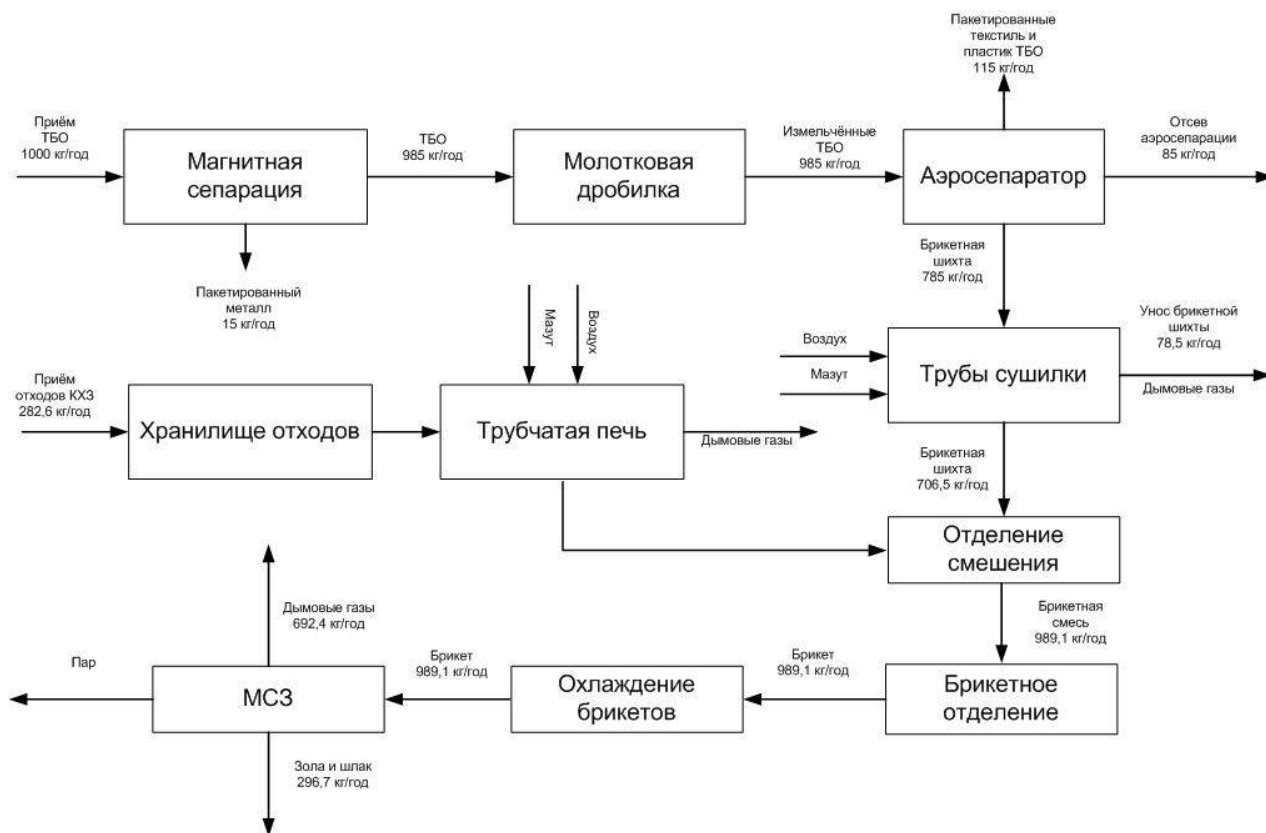 Пакетированные
текстиль и
пластик ТБО
115 кг/год
Приём
ТБО
1000 кг/год
Магнитная
сепарация
ТБО
985 кг/год
Молотковая
дробилка
Измельчённые
ТБО
985 кг/год
Аэросепаратор
Отсев
аэросепарации
85 кг/год
Пакетированный
металл
15 кг/год
Брикетная
шихта
785 кг/год
Мазут
Воздух
Воздух
Мазут
Трубы сушилки
Унос брикетной
шихты
78,5 кг/год
Дымовые газы
Приём
отходов КХЗ
282,6 кг/год
Хранилище отходов
Трубчатая печь
Дымовые газы
Брикетная
шихта
706,5 кг/год
Отделение
смешения
Брикетная
смесь
989,1 кг/год
Брикетное
отделение
Брикет
989,1 кг/год
Охлаждение
брикетов
Брикет
989,1 кг/год
МСЗ
Дымовые газы
692,4 кг/год
Пар
Зола и шлак
296,7 кг/год